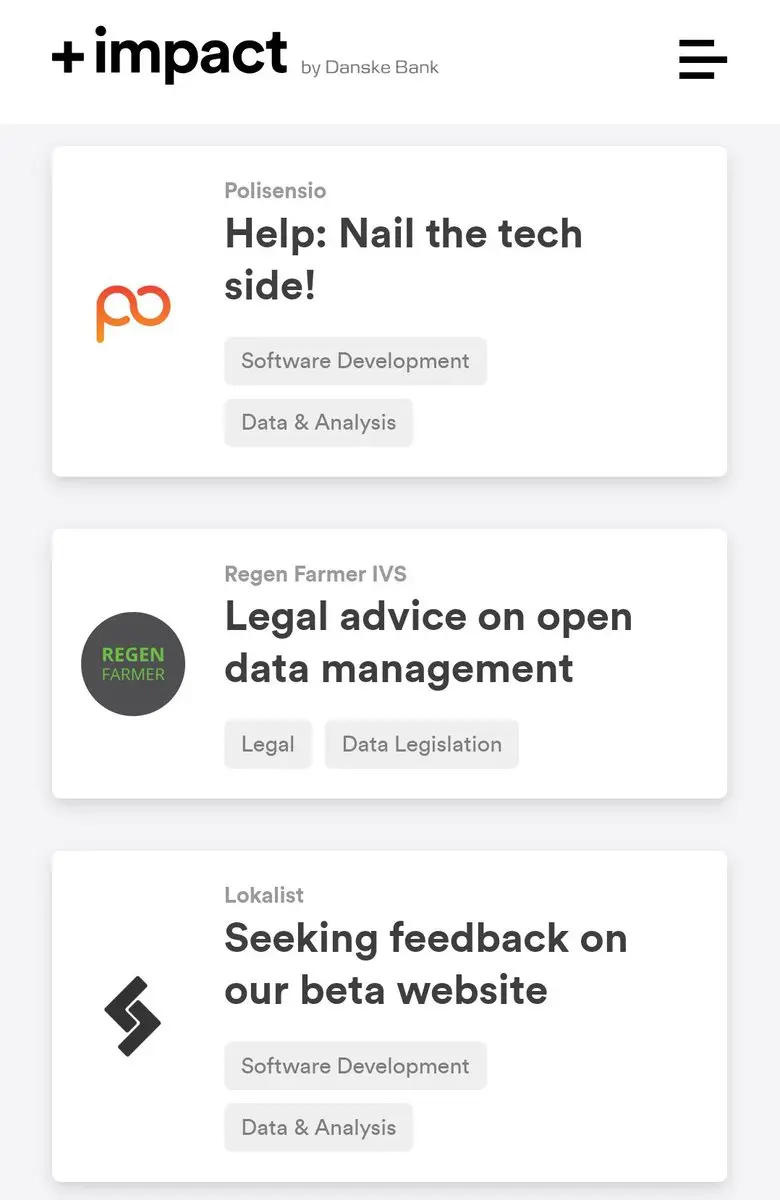 +impact by Danske Bank
Polisensio
Help: Nail the tech
side!
Software Development
Data & Analysis
Regen Farmer IVS
Legal advice on open
data management
REGEN
FARMER
Legal Data Legislation
Lokalist
Seeking feedback on
our beta website
Software Development
Data & Analysis